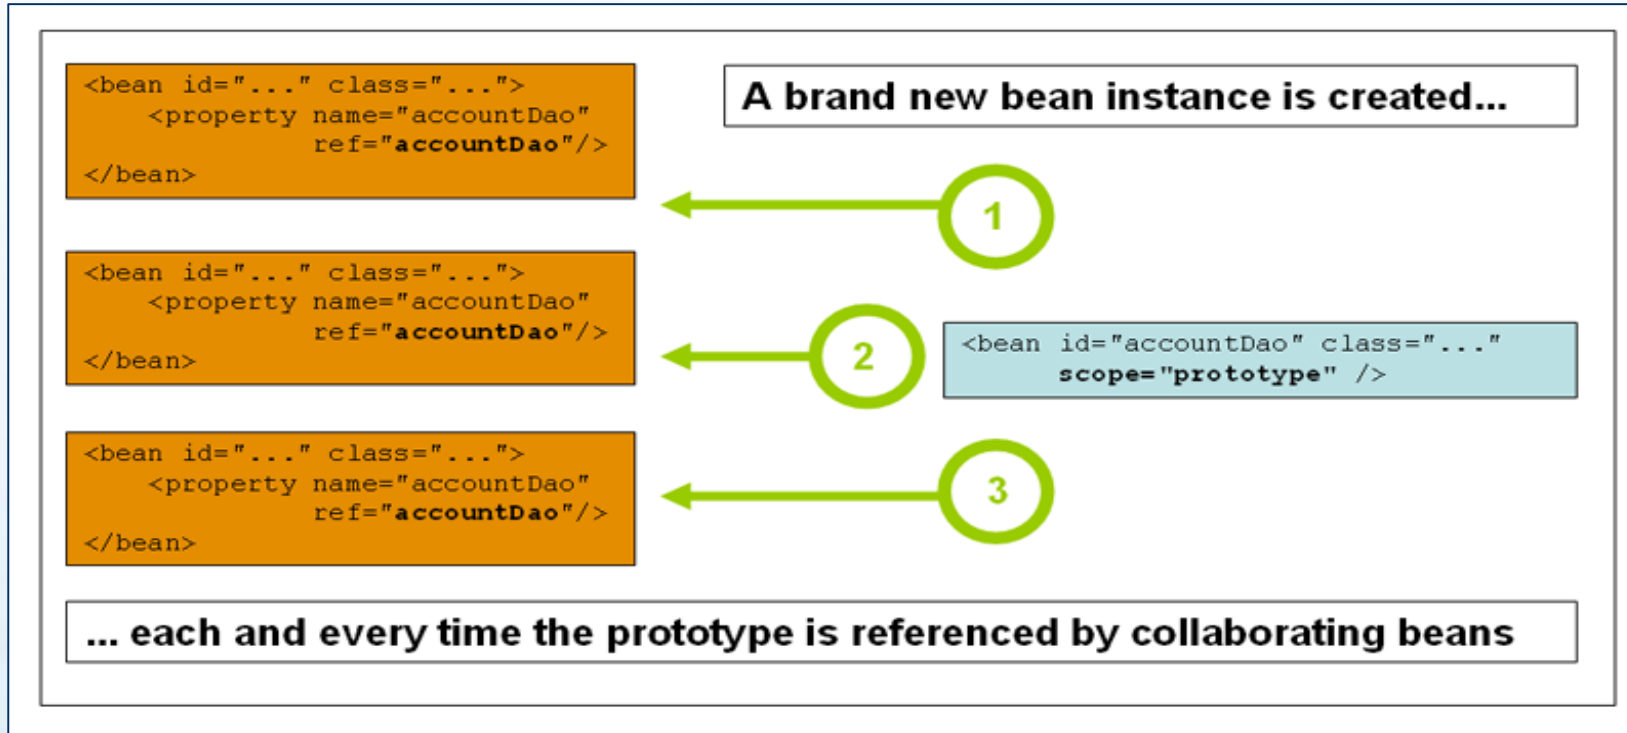 <bean id="..." class="...">
    <property name="accountDao"
              ref="accountDao"/>
</bean>
A brand new bean instance is created...
1
<bean id="..." class="...">
    <property name="accountDao"
              ref="accountDao"/>
</bean>
2
<bean id="accountDao" class="..."
      scope="prototype" />
<bean id="..." class="...">
    <property name="accountDao"
              ref="accountDao"/>
</bean>
3
... each and every time the prototype is referenced by collaborating beans